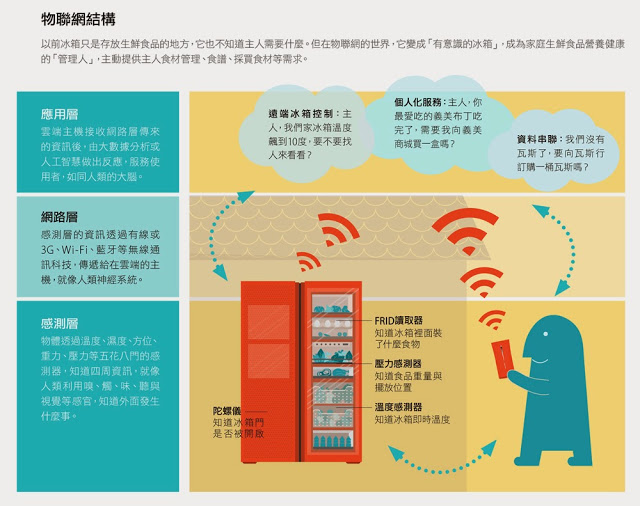 物聯網結構
以前冰箱只是存放生鮮食品的地方，它也不知道主人需要什麼。但在物聯網的世界，它變成「有意識的冰箱」，成為家庭生鮮食品營養健康
的「管理人」，主動提供主人食材管理、食譜、採買食材等需求。
應用層
雲端主機接收網路層傳來
的資訊後，由大數據分析或
人工智慧做出反應，服務使
用者，如同人類的大腦。
遠端冰箱控制：主
人，我們家冰箱溫度
飆到10度，要不要找
人來看看？
個人化服務：主人，你
最愛吃的義美布丁吃
完了，需要我向義美
商城買一盒嗎？
資料串聯：我們沒有
瓦斯了，要向瓦斯行
訂購一桶瓦斯嗎？
網路層
感測層的資訊透過有線或
3G、Wi-Fi、藍牙等無線通
訊科技，傳遞給在雲端的主
機，就像人類神經系統。
感測層
物體透過溫度、濕度、方位、
重力、壓力等五花八門的感
測器，知道四周資訊，就像
人類利用嗅、觸、味、聽與
視覺等感官，知道外面發生
什麼事。
FRID讀取器
知道冰箱裡面裝
了什麼食物
壓力感測器
知道食品重量與
擺放位置
溫度感測器
知道冰箱即時溫度
陀螺儀
知道冰箱門
是否被開啟